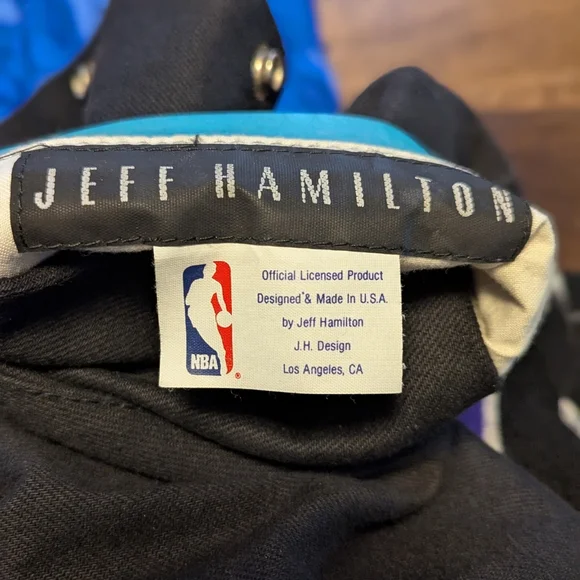 JEFF HAMILTON
Official Licensed Product
Designed & Made In U.S.A.
by Jeff Hamilton
J.H. Design
Los Angeles, CA
NBA
®